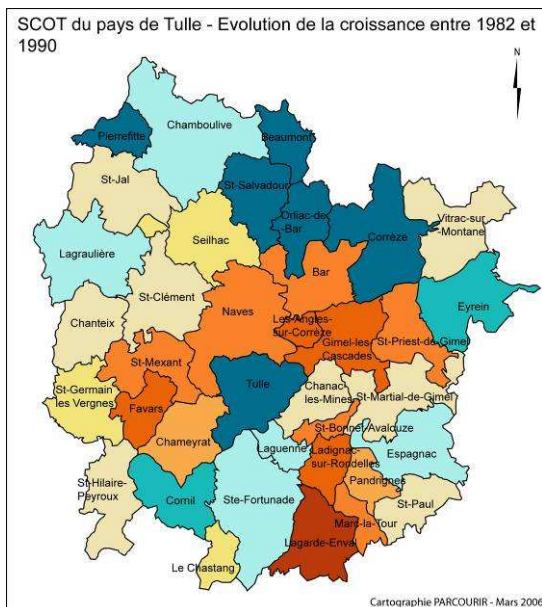 SCOT du pays de Tulle - Evolution de la croissance entre 1982 et
1990
N
Pierrefitte
Chamboulive
Beaumont
St-Jal
St-Salvadour
Orliac-de
-Bar
Corrèze
Vitrac-sur
-Montane
Lagraulière
Seilhac
Bar
Eyrein
St-Clément
Naves
Chanteix
Les-Angles
-sur-Corrèze
Gimel-les
-Cascades
St-Priest-de-Gimel
St-Mexant
Tulle
Chanac-
les-Mines
St-Martial-de-Gimel
St-Germain
les Vergnes
Favars
Chameyrat
St-Bonnet-Avalouze
Laguenne
Ladignac
-sur-Rondelles
Espagnac
Pandrignes
St-Hilaire-
Peyroux
Cornil
Ste-Fortunade
St-Paul
Marc-la-Tour
Lagarde-Enval
Le Chastang
Cartographie PARCOURIR - Mars 2006